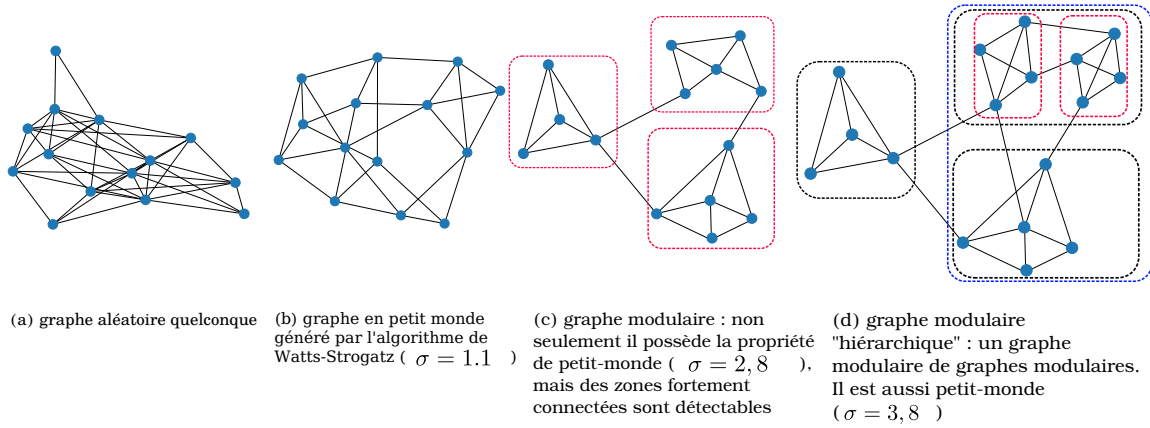 (a) graphe aléatoire quelconque
(b) graphe en petit monde
généré par l'algorithme de
Watts-Strogatz ( σ = 1.1 )
(c) graphe modulaire : non
seulement il possède la propriété
de petit-monde ( σ = 2, 8 ),
mais des zones fortement
connectées sont détectables
(d) graphe modulaire
"hiérarchique" : un graphe
modulaire de graphes modulaires.
Il est aussi petit-monde
(σ = 3, 8 )